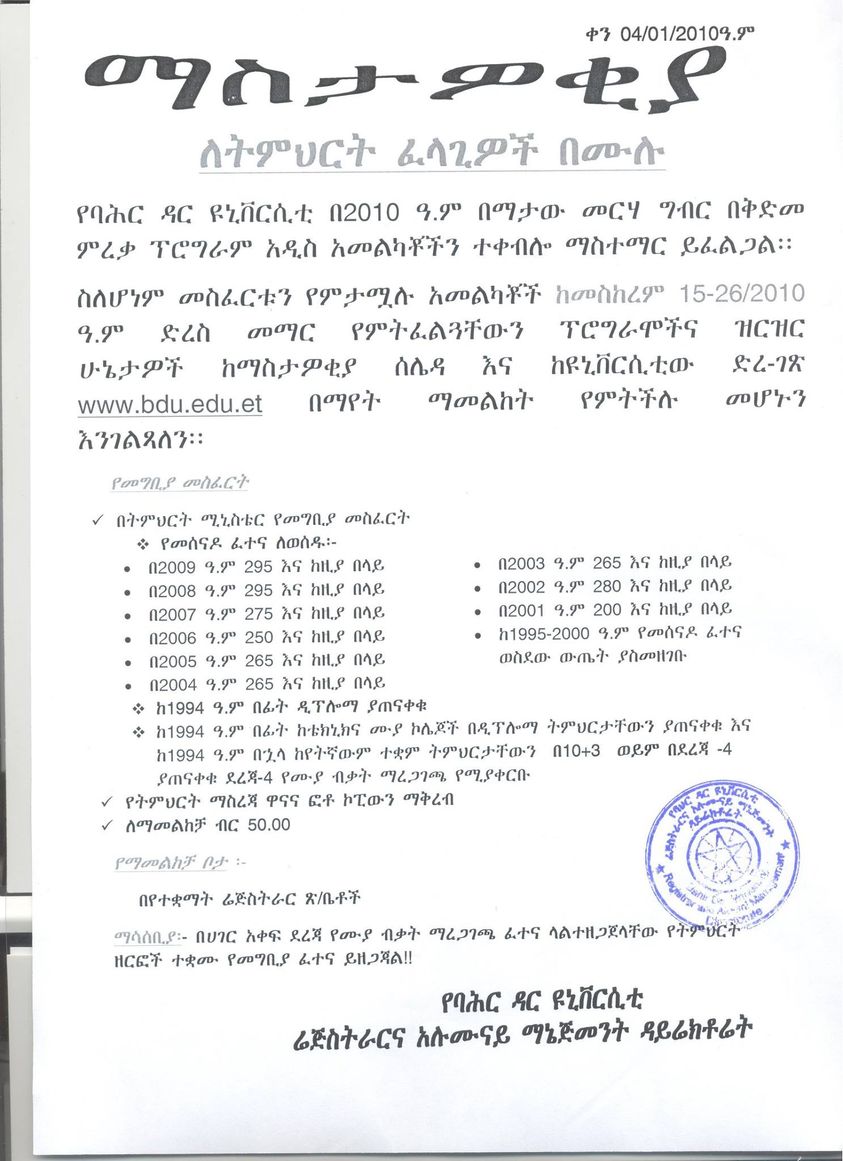 ቀን 04/01/2010ዓ.ም
ማስታወቂያ
ለትምህርት ፈላጊዎች በሙሉ
የባሕር ዳር ዩኒቨርሲቲ በ2010 ዓ.ም በማታው መርሃ ግብር በቅድመ
ምረቃ ፕሮግራም አዲስ አመልካቾችን ተቀብሎ ማስተማር ይፈልጋል፡፡
ስለሆነም መስፈርቱን የምታሟሉ አመልካቾች ከመስከረም 15-26/2010
ዓ.ም ድረስ መማር የምትፈልጓቸውን ፕሮግራሞችና ዝርዝር
ሁኔታዎች ከማስታዎቂያ ሰሌዳ እና ከዩኒቨርሲቲው ድረ-ገጽ
www.bdu.edu.et በማየት ማመልከት የምትችሉ መሆኑን
እንገልጻለን፡፡
የመግቢያ መስፈርት
✓ በትምህርት ሚኒስቴር የመግቢያ መስፈርት
❖ የመሰናዶ ፈተና ለወሰዱ፡-
• በ2009 ዓ.ም 295 እና ከዚያ በላይ
• በ2008 ዓ.ም 295 እና ከዚያ በላይ
• በ2007 ዓ.ም 275 እና ከዚያ በላይ
• በ2006 ዓ.ም 250 እና ከዚያ በላይ
• በ2005 ዓ.ም 265 እና ከዚያ በላይ
• በ2004 ዓ.ም 265 እና ከዚያ በላይ
• በ2003 ዓ.ም 265 እና ከዚያ በላይ
• በ2002 ዓ.ም 280 እና ከዚያ በላይ
• በ2001 ዓ.ም 200 እና ከዚያ በላይ
• ከ1995-2000 ዓ.ም የመሰናዶ ፈተና
ወስደው ውጤት ያስመዘገቡ
❖ ከ1994 ዓ.ም በፊት ዲፕሎማ ያጠናቀቁ
❖ ከ1994 ዓ.ም በፊት ከቴክኒክና ሙያ ኮሌጆች በዲፕሎማ ትምህርታቸውን ያጠናቀቁ እና
ከ1994 ዓ.ም በኋላ ከየትኛውም ተቋም ትምህርታቸውን በ10+3 ወይም በደረጃ -4
ያጠናቀቁ ደረጃ-4 የሙያ ብቃት ማረጋገጫ የሚያቀርቡ
✓ የትምህርት ማስረጃ ዋናና ፎቶ ኮፒውን ማቅረብ
✓ ለማመልከቻ ብር 50.00
የማመልከቻ ቦታ ፡-
በየተቋማት ሬጅስትራር ጽ/ቤቶች
ማሳሰቢያ፡- በሀገር አቀፍ ደረጃ የሙያ ብቃት ማረጋገጫ ፈተና ላልተዘጋጀላቸው የትምህርት
ዘርፎች ተቋሙ የመግቢያ ፈተና ይዘጋጃል!!
የባሕር ዳር ዩኒቨርሲቲ
ሬጅስትራርና አሉሙናይ ማኔጅመንት ዳይሬክቶሬት
የባህር ዳር ዩኒቨርሲቲ
ሬጅስትራርና አሉሙናይ ማኔጅመንት
ዳይሬክቶሬት
Directorate